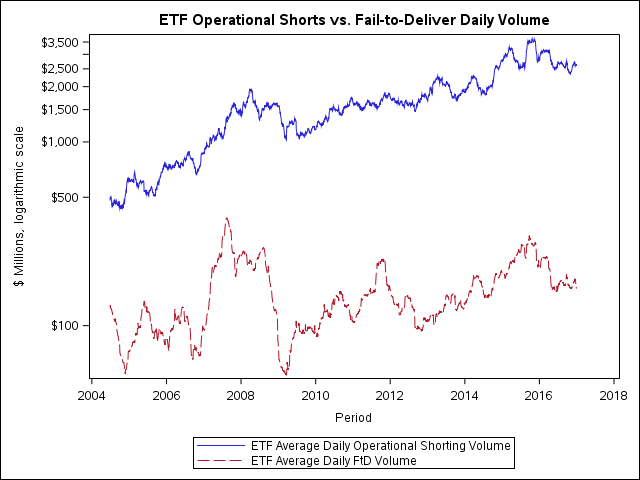 ETF Operational Shorts vs. Fail-to-Deliver Daily Volume
$3,500
$2,500
$2,000
$1,500
$1,000
$500
$100
$ Millions, logarithmic scale
2004 2006 2008 2010 2012 2014 2016 2018
Period
ETF Average Daily Operational Shorting Volume
ETF Average Daily FtD Volume